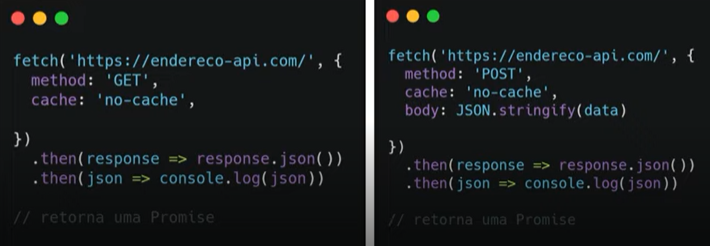 fetch('https://endereco-api.com/', {
  method: 'GET',
  cache: 'no-cache',
})
  .then(response => response.json())
  .then(json => console.log(json))
// retorna uma Promise
fetch('https://endereco-api.com/', {
  method: 'POST',
  cache: 'no-cache',
  body: JSON.stringify(data)
})
  .then(response => response.json())
  .then(json => console.log(json))
// retorna uma Promise